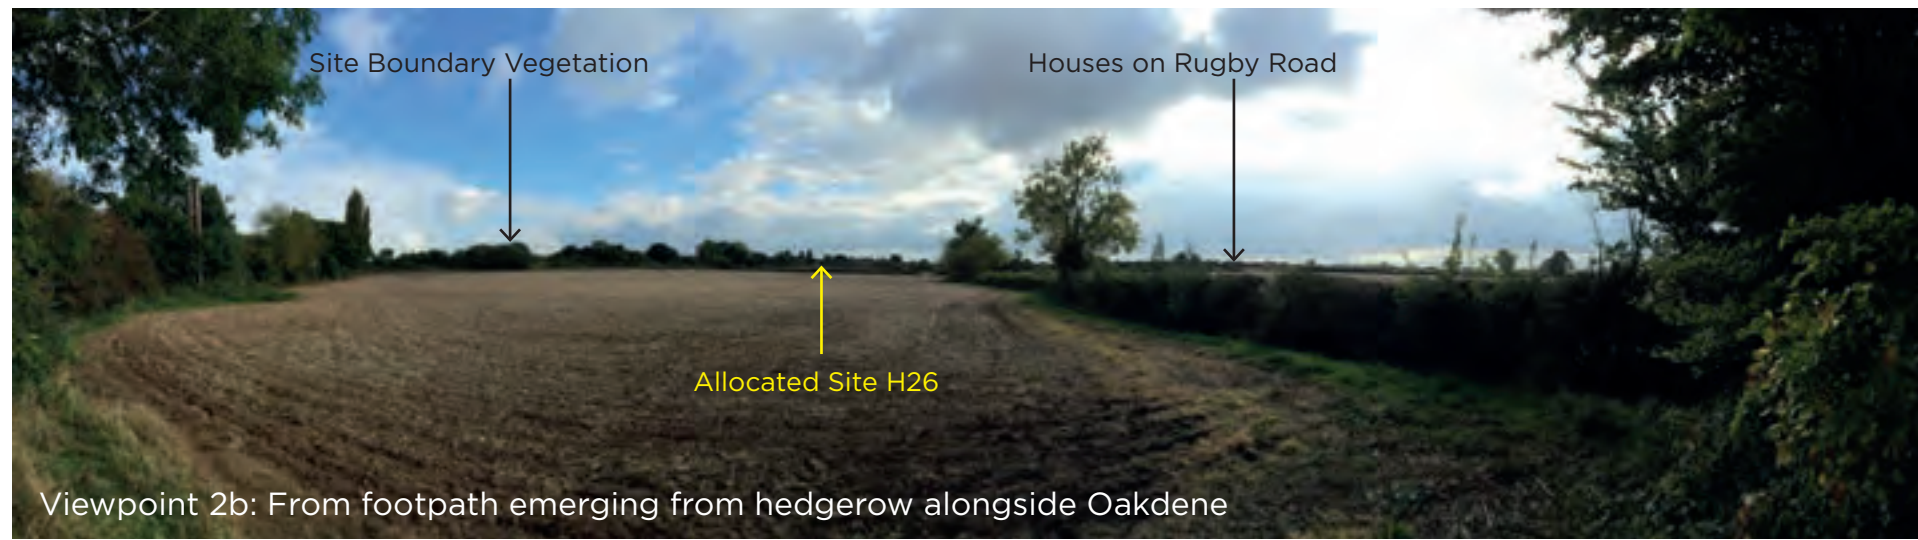 Site Boundary Vegetation
Houses on Rugby Road
Allocated Site H26
Viewpoint 2b: From footpath emerging from hedgerow alongside Oakdene